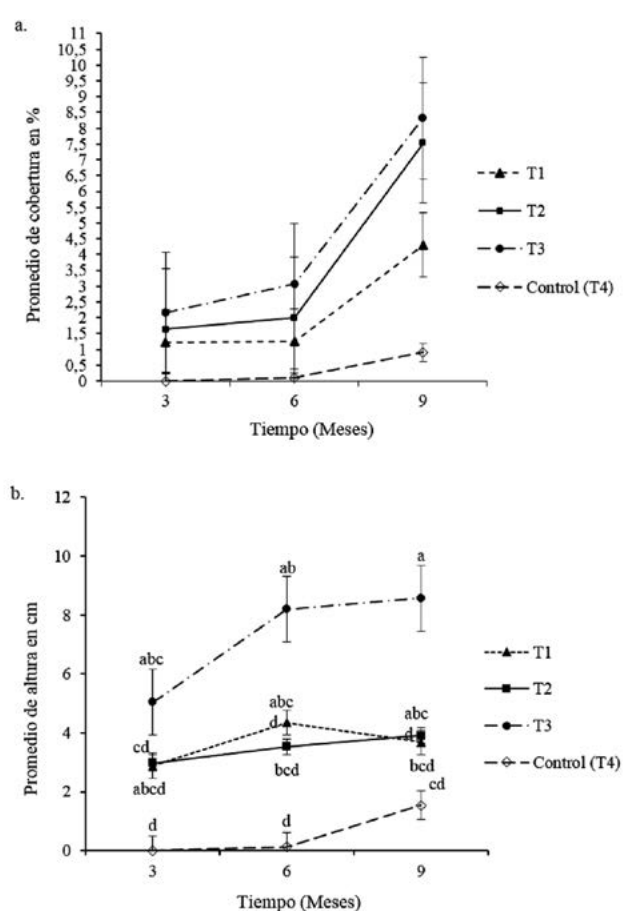 a.
11
10,5
10
9,5
9
8,5
8
7,5
7
6,5
6
5,5
5
4,5
4
3,5
3
2,5
2
1,5
1
0,5
0
Promedio de cobertura en %
3
6
9
Tiempo (Meses)
T1
T2
T3
Control (T4)
b.
12
10
8
6
4
2
0
Promedio de altura en cm
abc
ab
a
cd
abcd
abc
d
bcd
abc
d
bcd
d
d
cd
3
6
9
Tiempo (Meses)
T1
T2
T3
Control (T4)